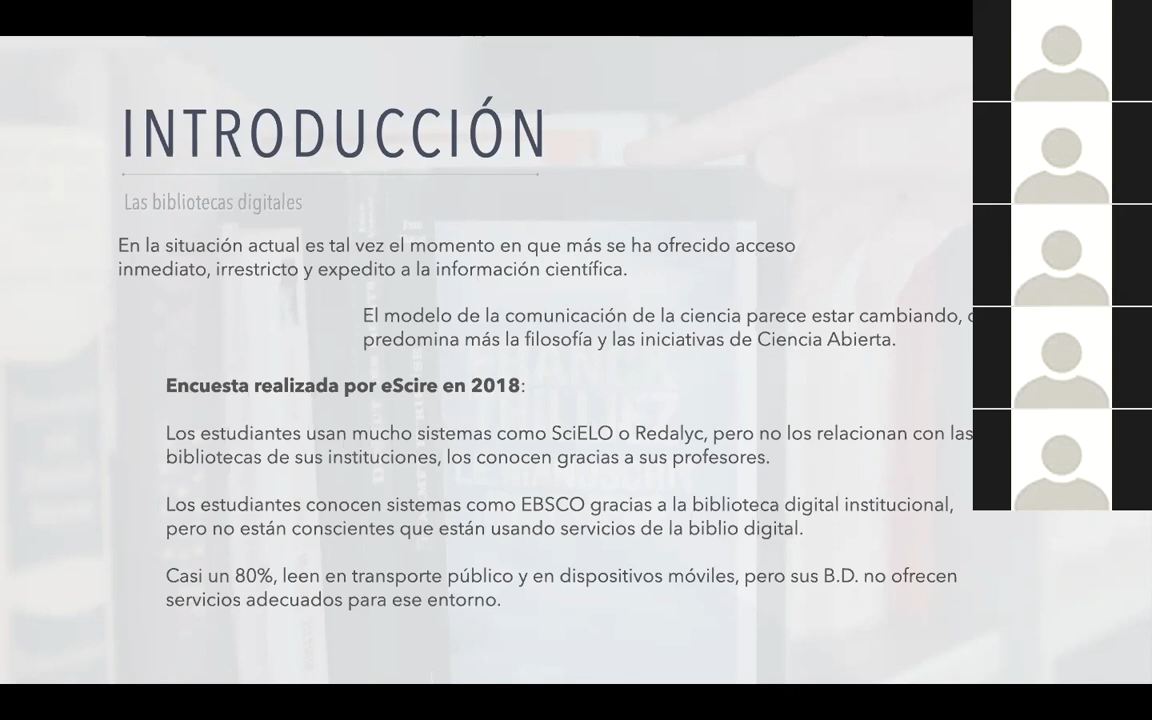 INTRODUCCIÓN
Las bibliotecas digitales
En la situación actual es tal vez el momento en que más se ha ofrecido acceso
inmediato, irrestricto y expedito a la información científica.
El modelo de la comunicación de la ciencia parece estar cambiando,
predomina más la filosofía y las iniciativas de Ciencia Abierta.
Encuesta realizada por eScire en 2018:
Los estudiantes usan mucho sistemas como SciELO o Redalyc, pero no los relacionan con las
bibliotecas de sus instituciones, los conocen gracias a sus profesores.
Los estudiantes conocen sistemas como EBSCO gracias a la biblioteca digital institucional,
pero no están conscientes que están usando servicios de la biblio digital.
Casi un 80%, leen en transporte público y en dispositivos móviles, pero sus B.D. no ofrecen
servicios adecuados para ese entorno.